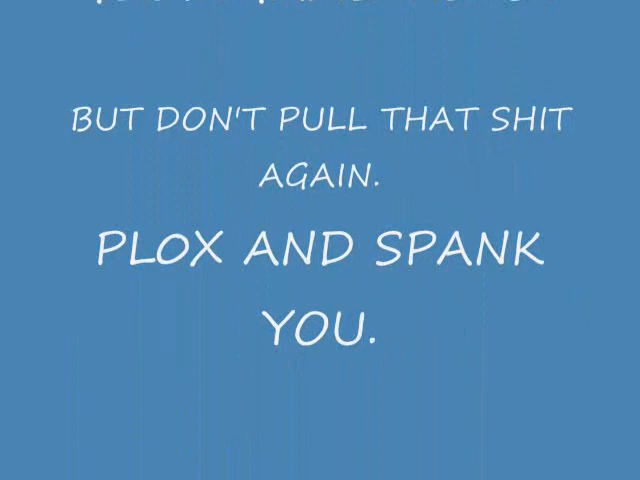 BUT DON'T PULL THAT SHIT
AGAIN.
PLOX AND SPANK
YOU.